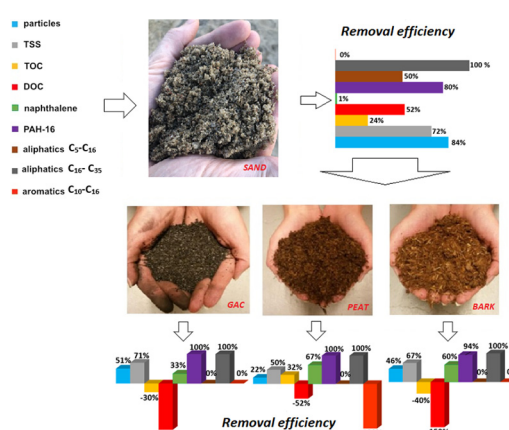 particles
TSS
TOC
DOC
naphthalene
PAH-16
aliphatics C5-C16
aliphatics C16- C35
aromatics C10-C16
SAND
Removal efficiency
0%
100 %
50%
80%
1%
52%
24%
72%
84%
GAC
PEAT
BARK
51% 71% -30% 33% 100% 0% 100% 0%
22% 50% 32% -52% 67% 100% 0% 100%
46% 67% -40% 60% 94% 0% 100%
Removal efficiency